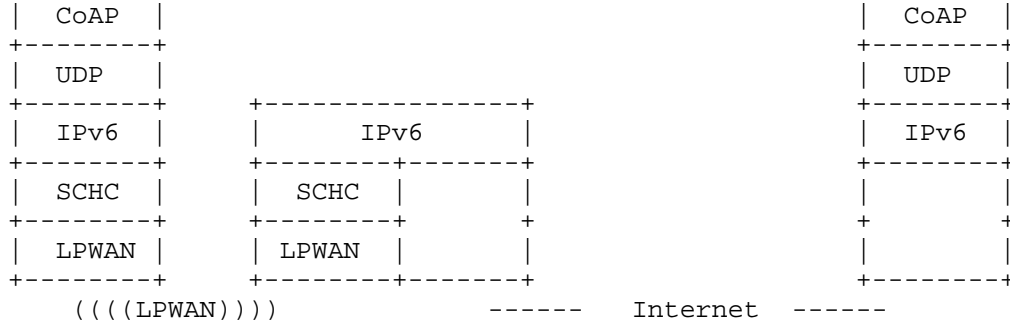 | CoAP | | CoAP |
+--------+ +--------+
| UDP | | UDP |
+--------+ +----------------+ +--------+
| IPv6 | | IPv6 | | IPv6 |
+--------+ +--------+-------+ +--------+
| SCHC | | SCHC | | | |
+--------+ +--------+ + + +
| LPWAN | | LPWAN | | | |
+--------+ +--------+-------+ +--------+
((((LPWAN)))) ------ Internet ------